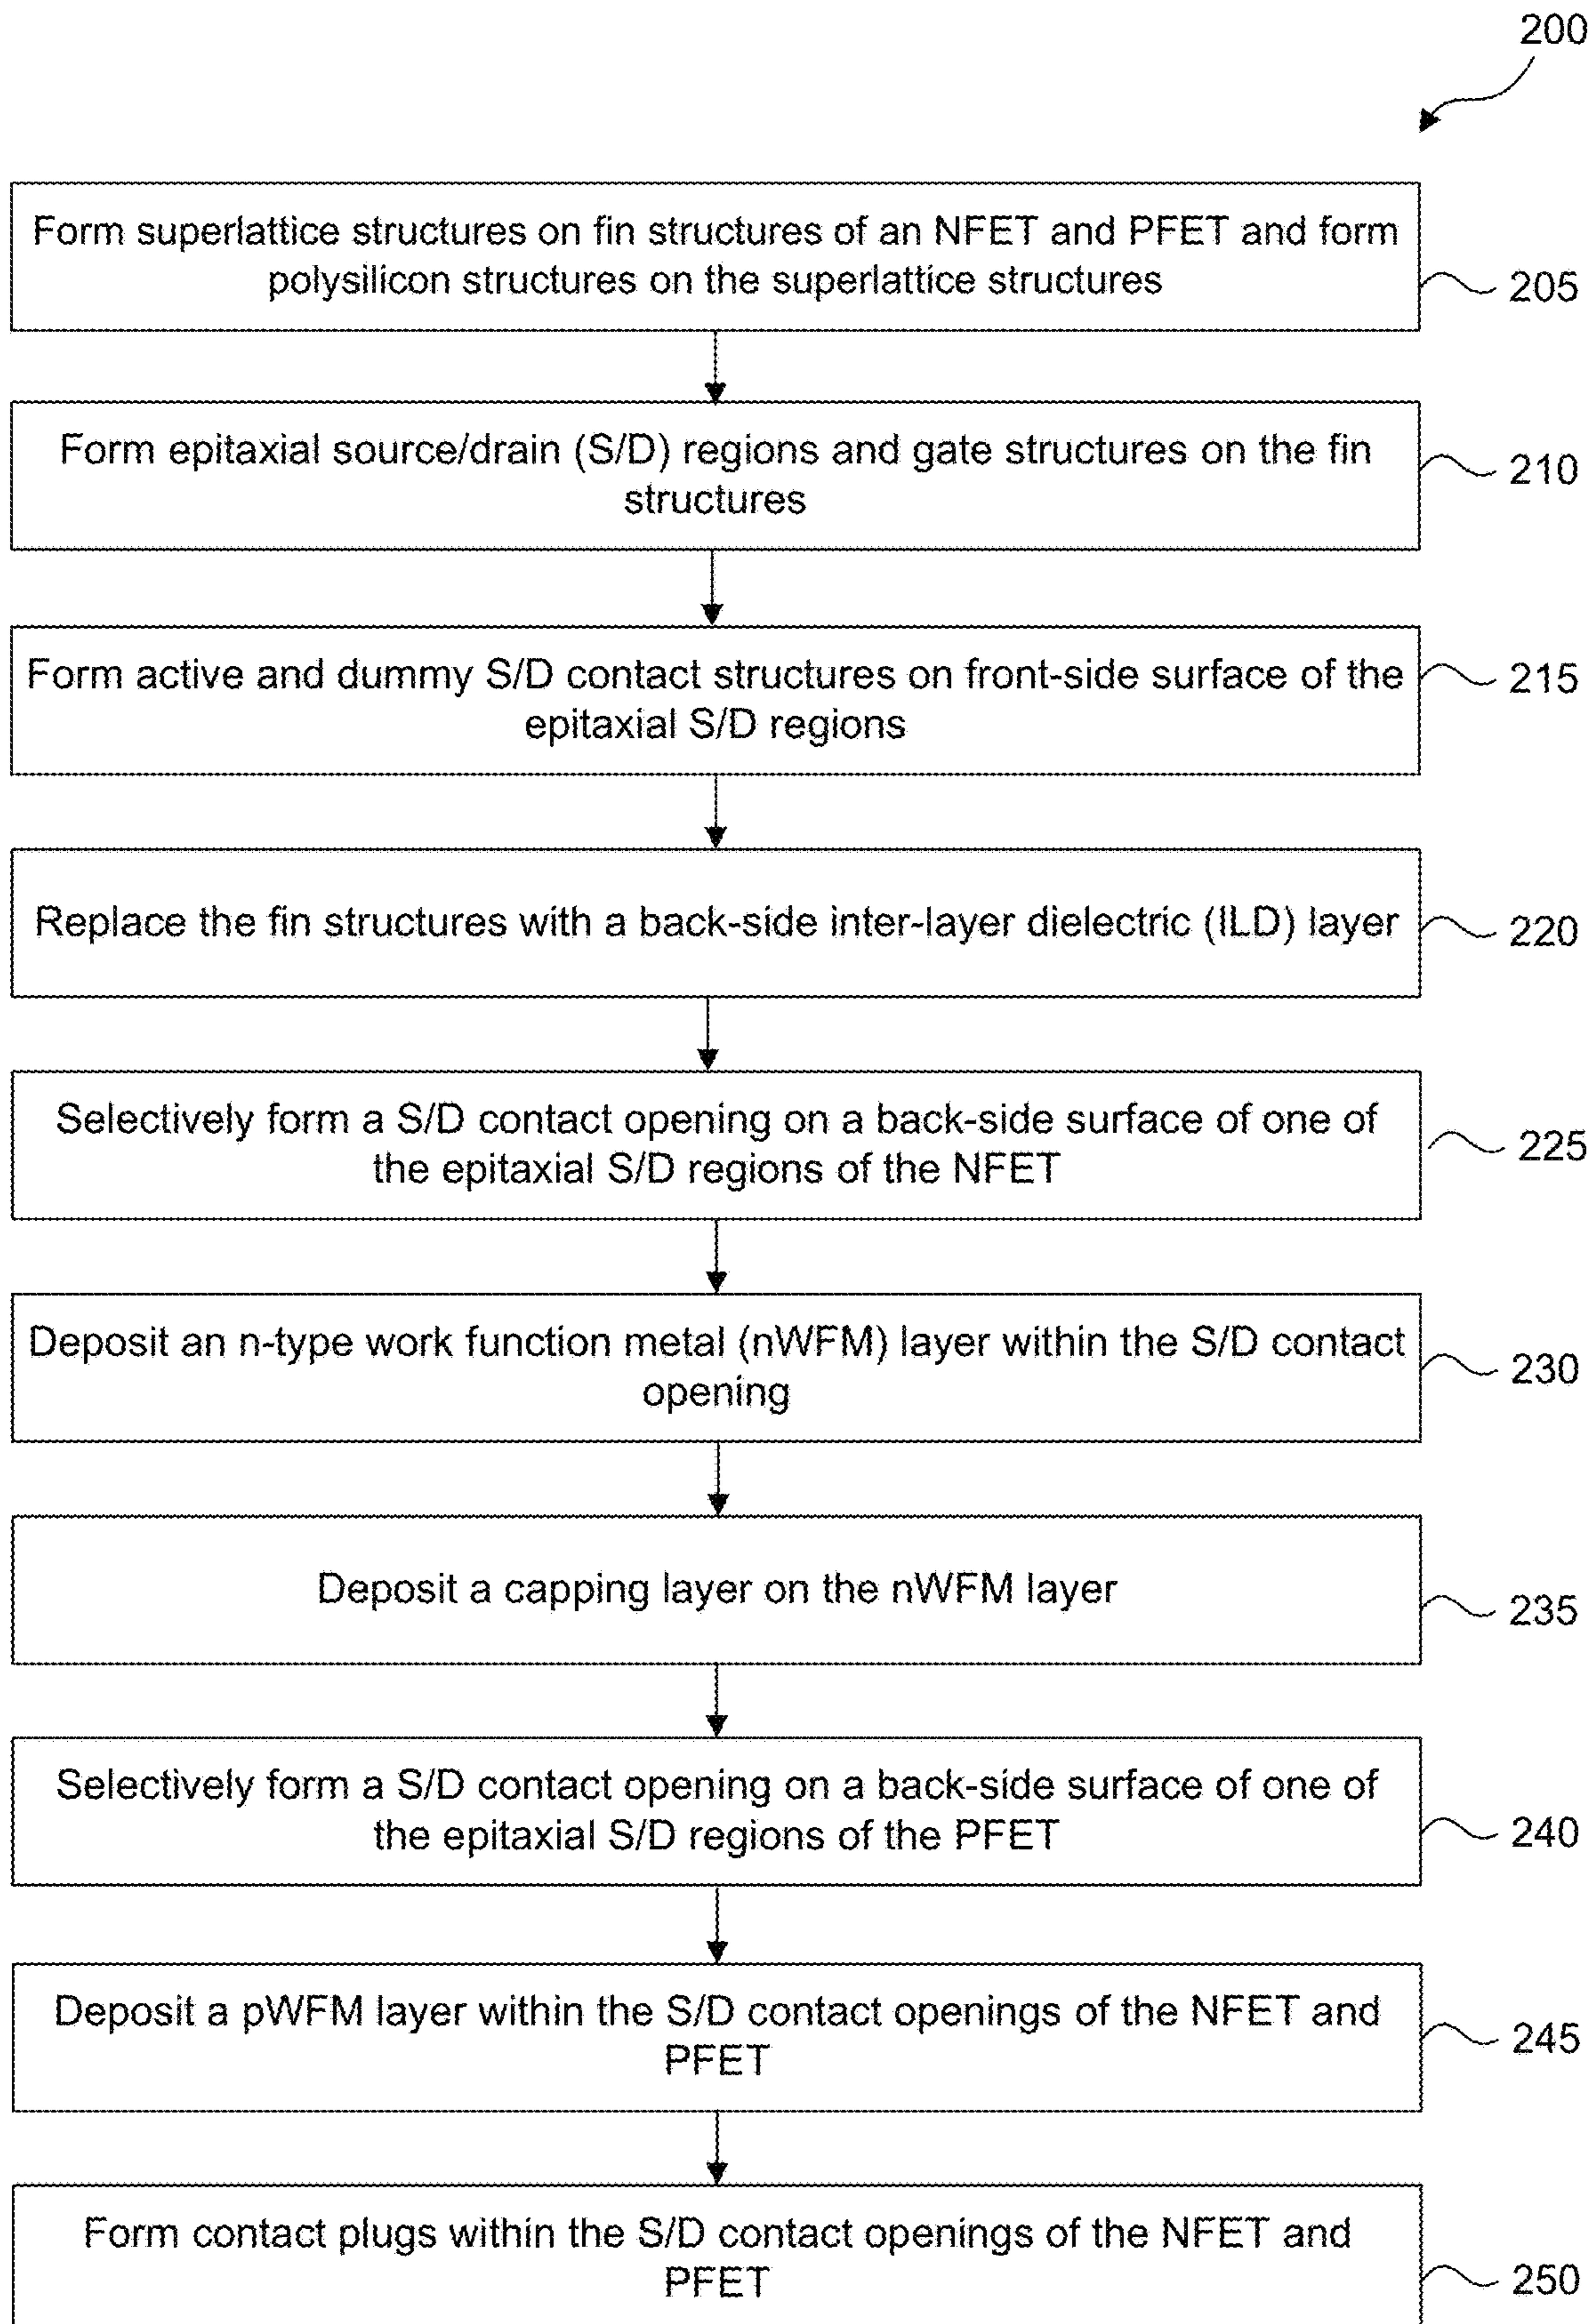 200
Form superlattice structures on fin structures of an NFET and PFET and form
polysilicon structures on the superlattice structures
205
Form epitaxial source/drain (S/D) regions and gate structures on the fin
structures
210
Form active and dummy S/D contact structures on front-side surface of the
epitaxial S/D regions
215
Replace the fin structures with a back-side inter-layer dielectric (ILD) layer
220
Selectively form a S/D contact opening on a back-side surface of one of
the epitaxial S/D regions of the NFET
225
Deposit an n-type work function metal (nWFM) layer within the S/D contact
opening
230
Deposit a capping layer on the nWFM layer
235
Selectively form a S/D contact opening on a back-side surface of one of
the epitaxial S/D regions of the PFET
240
Deposit a pWFM layer within the S/D contact openings of the NFET and
PFET
245
Form contact plugs within the S/D contact openings of the NFET and
PFET
250